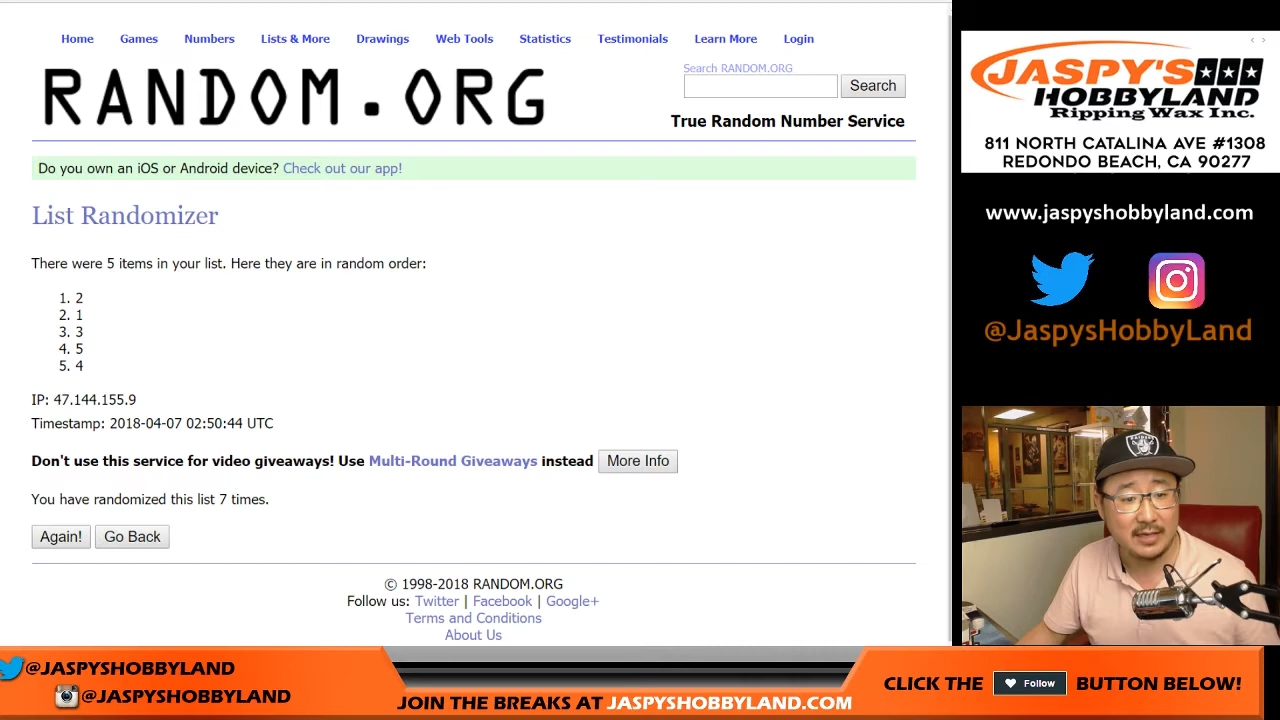 Home Games Numbers Lists & More Drawings Web Tools Statistics Testimonials Learn More Login
RANDOM.ORG
Search RANDOM.ORG
Search
True Random Number Service
Do you own an iOS or Android device? Check out our app!
List Randomizer
There were 5 items in your list. Here they are in random order:
1. 2
2. 1
3. 3
4. 5
5. 4
IP: 47.144.155.9
Timestamp: 2018-04-07 02:50:44 UTC
Don't use this service for video giveaways! Use Multi-Round Giveaways instead More Info
You have randomized this list 7 times.
Again! Go Back
© 1998-2018 RANDOM.ORG
Follow us: Twitter | Facebook | Google+
Terms and Conditions
About Us
JASPY'S
HOBBYLAND
Ripping Wax Inc.
811 NORTH CATALINA AVE #1308
REDONDO BEACH, CA 90277
www.jaspyshobbyland.com
@JaspysHobbyLand
RAIDERS
@JASPYSHOBBYLAND
@JASPYSHOBBYLAND
JOIN THE BREAKS AT JASPYSHOBBYLAND.COM
CLICK THE Follow BUTTON BELOW!